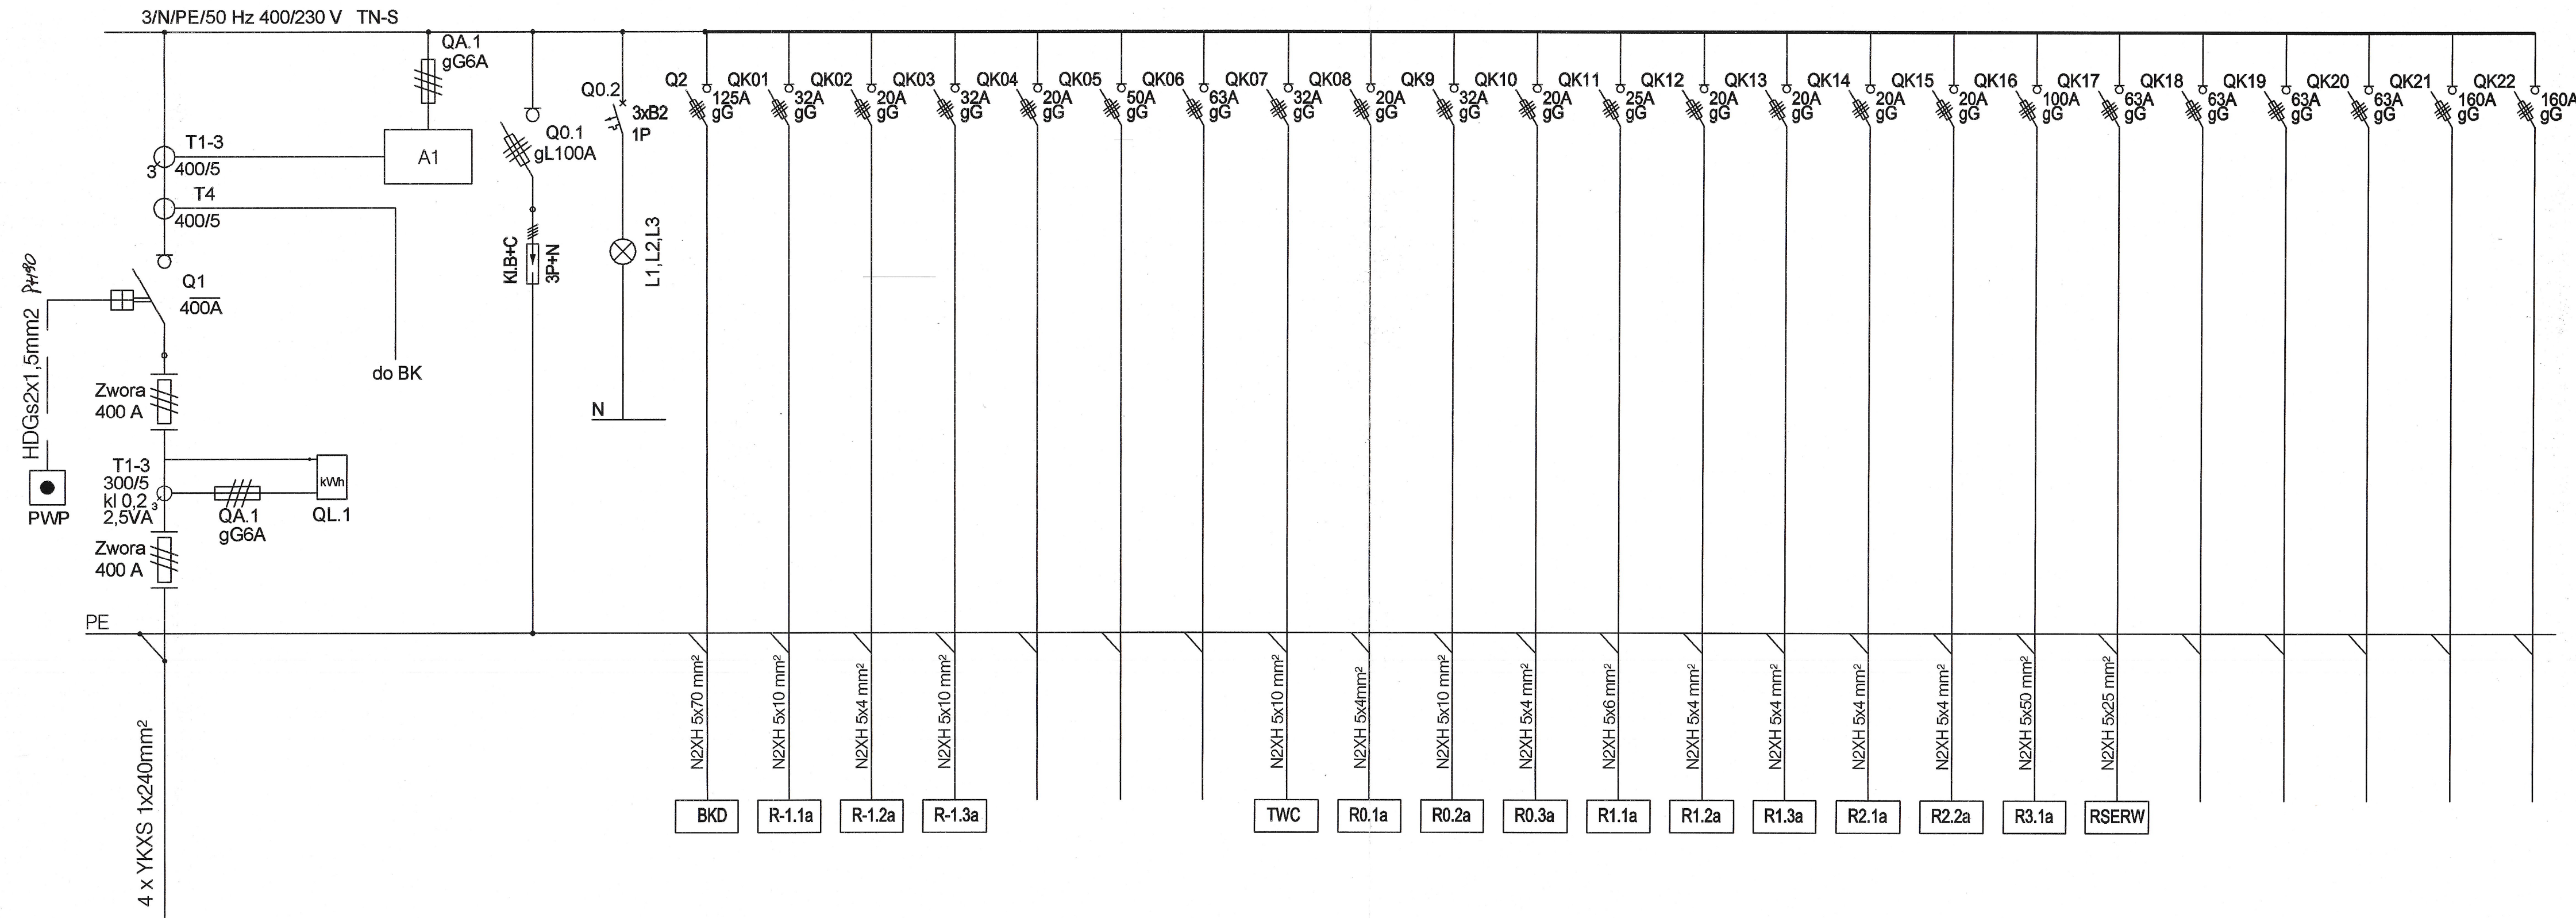 3/N/PE/50 Hz 400/230 V TN-S
QA.1
gG6A
T1-3
3
400/5
A1
T4
400/5
do BK
Q1
400A
HDGs2x1,5mm2 PH90
PWP
Zwora
400 A
T1-3
300/5
kl 0,2
3
2,5VA
QA.1
gG6A
kWh
QL.1
Zwora
400 A
PE
4 x YKXS 1x240mm²
Q0.1
gL100A
Kl.B+C
3P+N
Q0.2
3xB2
1P
L1,L2,L3
N
Q2
125A
gG
QK01
32A
gG
QK02
20A
gG
QK03
32A
gG
QK04
20A
gG
QK05
50A
gG
QK06
63A
gG
QK07
32A
gG
QK08
20A
gG
QK9
32A
gG
QK10
20A
gG
QK11
25A
gG
QK12
20A
gG
QK13
20A
gG
QK14
20A
gG
QK15
20A
gG
QK16
100A
gG
QK17
63A
gG
QK18
63A
gG
QK19
63A
gG
QK20
63A
gG
QK21
160A
gG
QK22
160A
gG
N2XH 5x70 mm²
N2XH 5x10 mm²
N2XH 5x4 mm²
N2XH 5x10 mm²
N2XH 5x10 mm²
N2XH 5x4mm²
N2XH 5x10 mm²
N2XH 5x4 mm²
N2XH 5x6 mm²
N2XH 5x4 mm²
N2XH 5x4 mm²
N2XH 5x4 mm²
N2XH 5x4 mm²
N2XH 5x50 mm²
N2XH 5x25 mm²
BKD
R-1.1a
R-1.2a
R-1.3a
TWC
R0.1a
R0.2a
R0.3a
R1.1a
R1.2a
R1.3a
R2.1a
R2.2a
R3.1a
RSERW